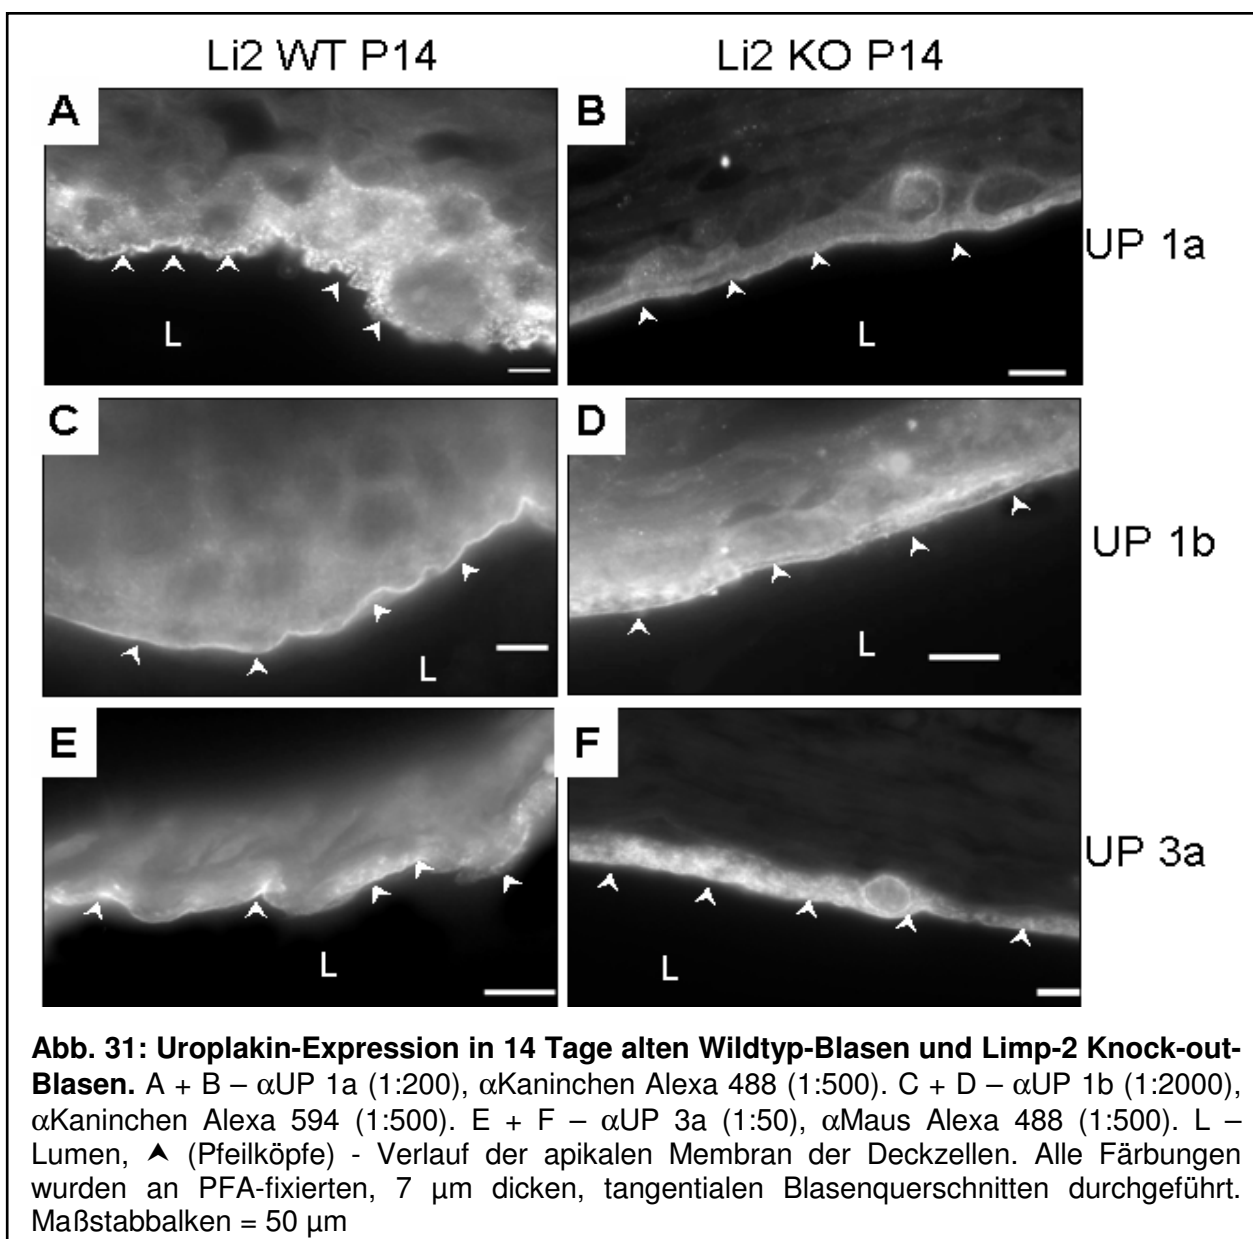 Li2 WT P14 Li2 KO P14
A B
UP 1a
L L
C D
UP 1b
L L
E F
UP 3a
L L
Abb. 31: Uroplakin-Expression in 14 Tage alten Wildtyp-Blasen und Limp-2 Knock-out-
Blasen. A + B – αUP 1a (1:200), αKaninchen Alexa 488 (1:500). C + D – αUP 1b (1:2000),
αKaninchen Alexa 594 (1:500). E + F – αUP 3a (1:50), αMaus Alexa 488 (1:500). L –
Lumen, (Pfeilköpfe) - Verlauf der apikalen Membran der Deckzellen. Alle Färbungen
wurden an PFA-fixierten, 7 µm dicken, tangentialen Blasenquerschnitten durchgeführt.
Maßstabbalken = 50 µm